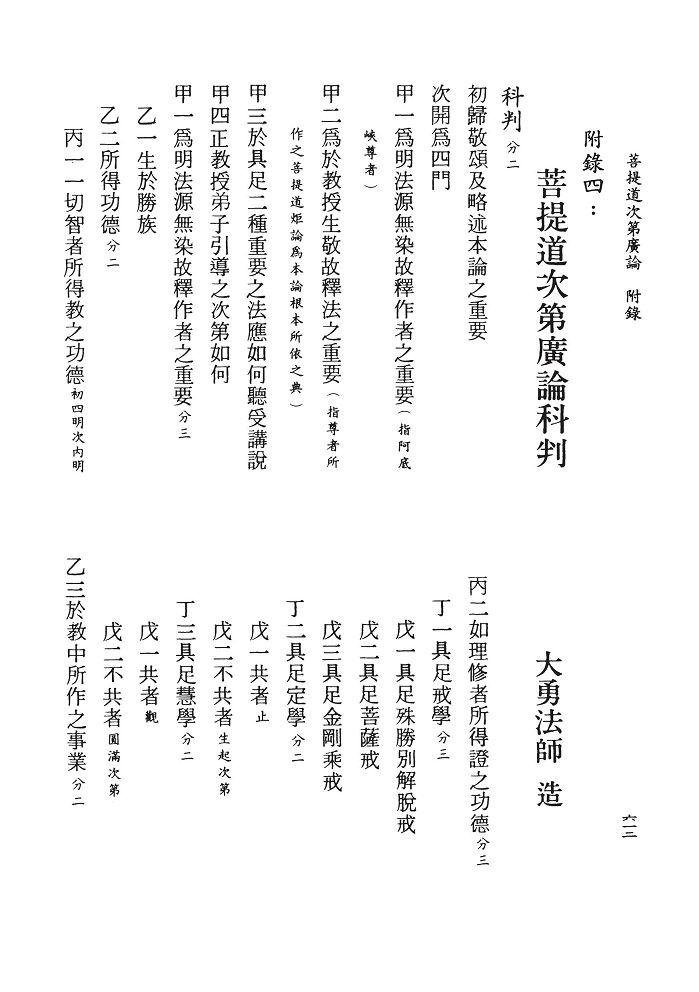 菩提道次第廣論 附錄
六一二
附錄四：
菩提道次第廣論科判
大勇法師 造
科判 分二
初歸敬頌及略述本論之重要
次開爲四門
甲一爲明法源無染故釋作者之重要（指阿底
峽尊者）
甲二爲於教授生敬故釋法之重要（指尊者所
作之菩提道炬論爲本論根本所依之典）
甲三於具足二種重要之法應如何聽受講說
甲四正教授弟子引導之次第如何
甲一爲明法源無染故釋作者之重要 分三
乙一生於勝族
乙二所得功德 分二
丙一一切智者所得教之功德 初四明次內明
丙二如理修者所得證之功德 分三
丁一具足戒學 分三
戊一具足殊勝別解脫戒
戊二具足菩薩戒
戊三具足金剛乘戒
丁二具足定學 分二
戊一共者 止
戊二不共者 生起次第
丁三具足慧學 分二
戊一共者 觀
戊二不共者 圓滿次第
乙三於教中所作之事業 分二